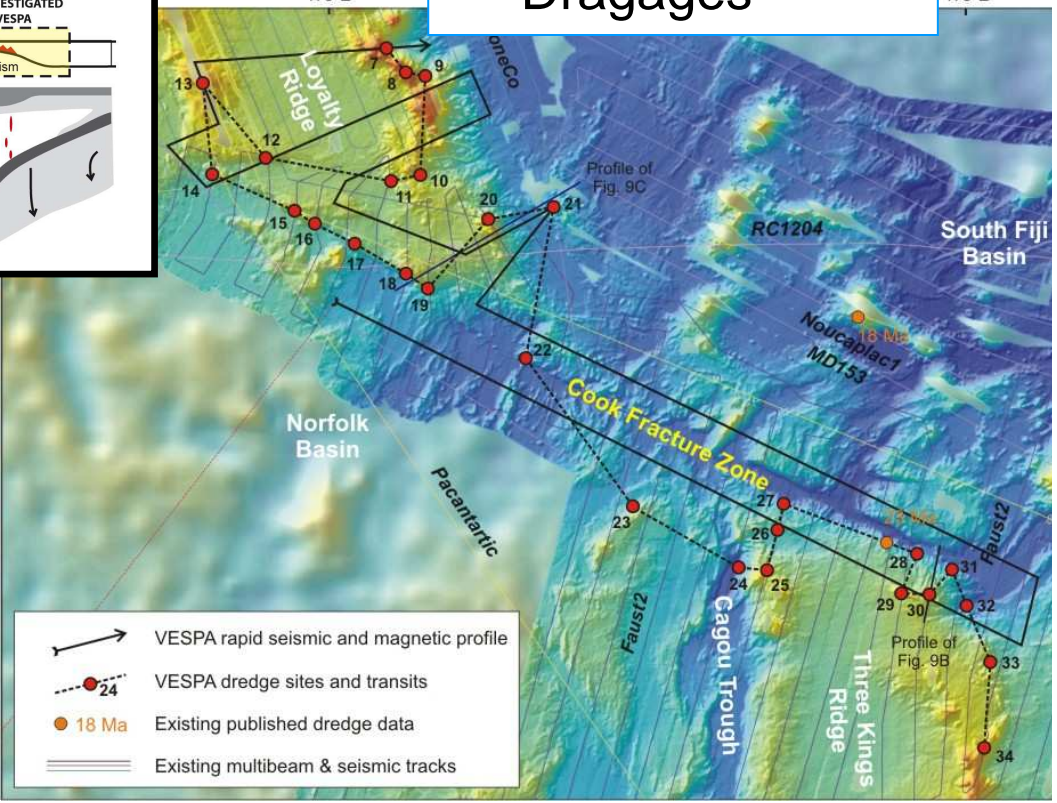 ESTIGATED
VESPA
ism
Dragages
7
8
9
13
Loyalty
Ridge
oneCo
12
10
11
14
Profile of
Fig. 9C
20
21
15
16
17
18
19
RC1204
South Fiji
Basin
18 Ma
Noucaplac1
MD153
22
Cook Fracture Zone
Norfolk
Basin
Pacantartic
23
27
26
24
25
28
Faust2
31
29
30
32
Profile of
Fig. 9B
Faust2
Cagou Trough
Three Kings
Ridge
33
34
VESPA rapid seismic and magnetic profile
24
VESPA dredge sites and transits
18 Ma
Existing published dredge data
Existing multibeam & seismic tracks